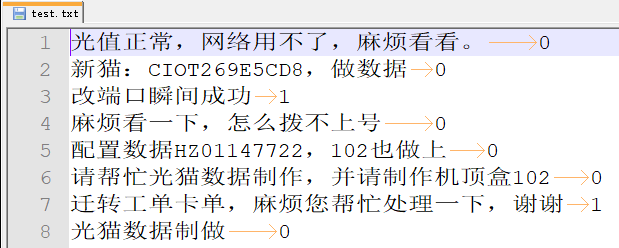 test.txt
1 光值正常，网络用不了，麻烦看看。 0
2 新猫：CIOT269E5CD8，做数据 0
3 改端口瞬间成功 1
4 麻烦看一下，怎么拨不上号 0
5 配置数据HZ01147722，102也做上 0
6 请帮忙光猫数据制作，并请制作机顶盒102 0
7 迁转工单卡单，麻烦您帮忙处理一下，谢谢 1
8 光猫数据制做 0